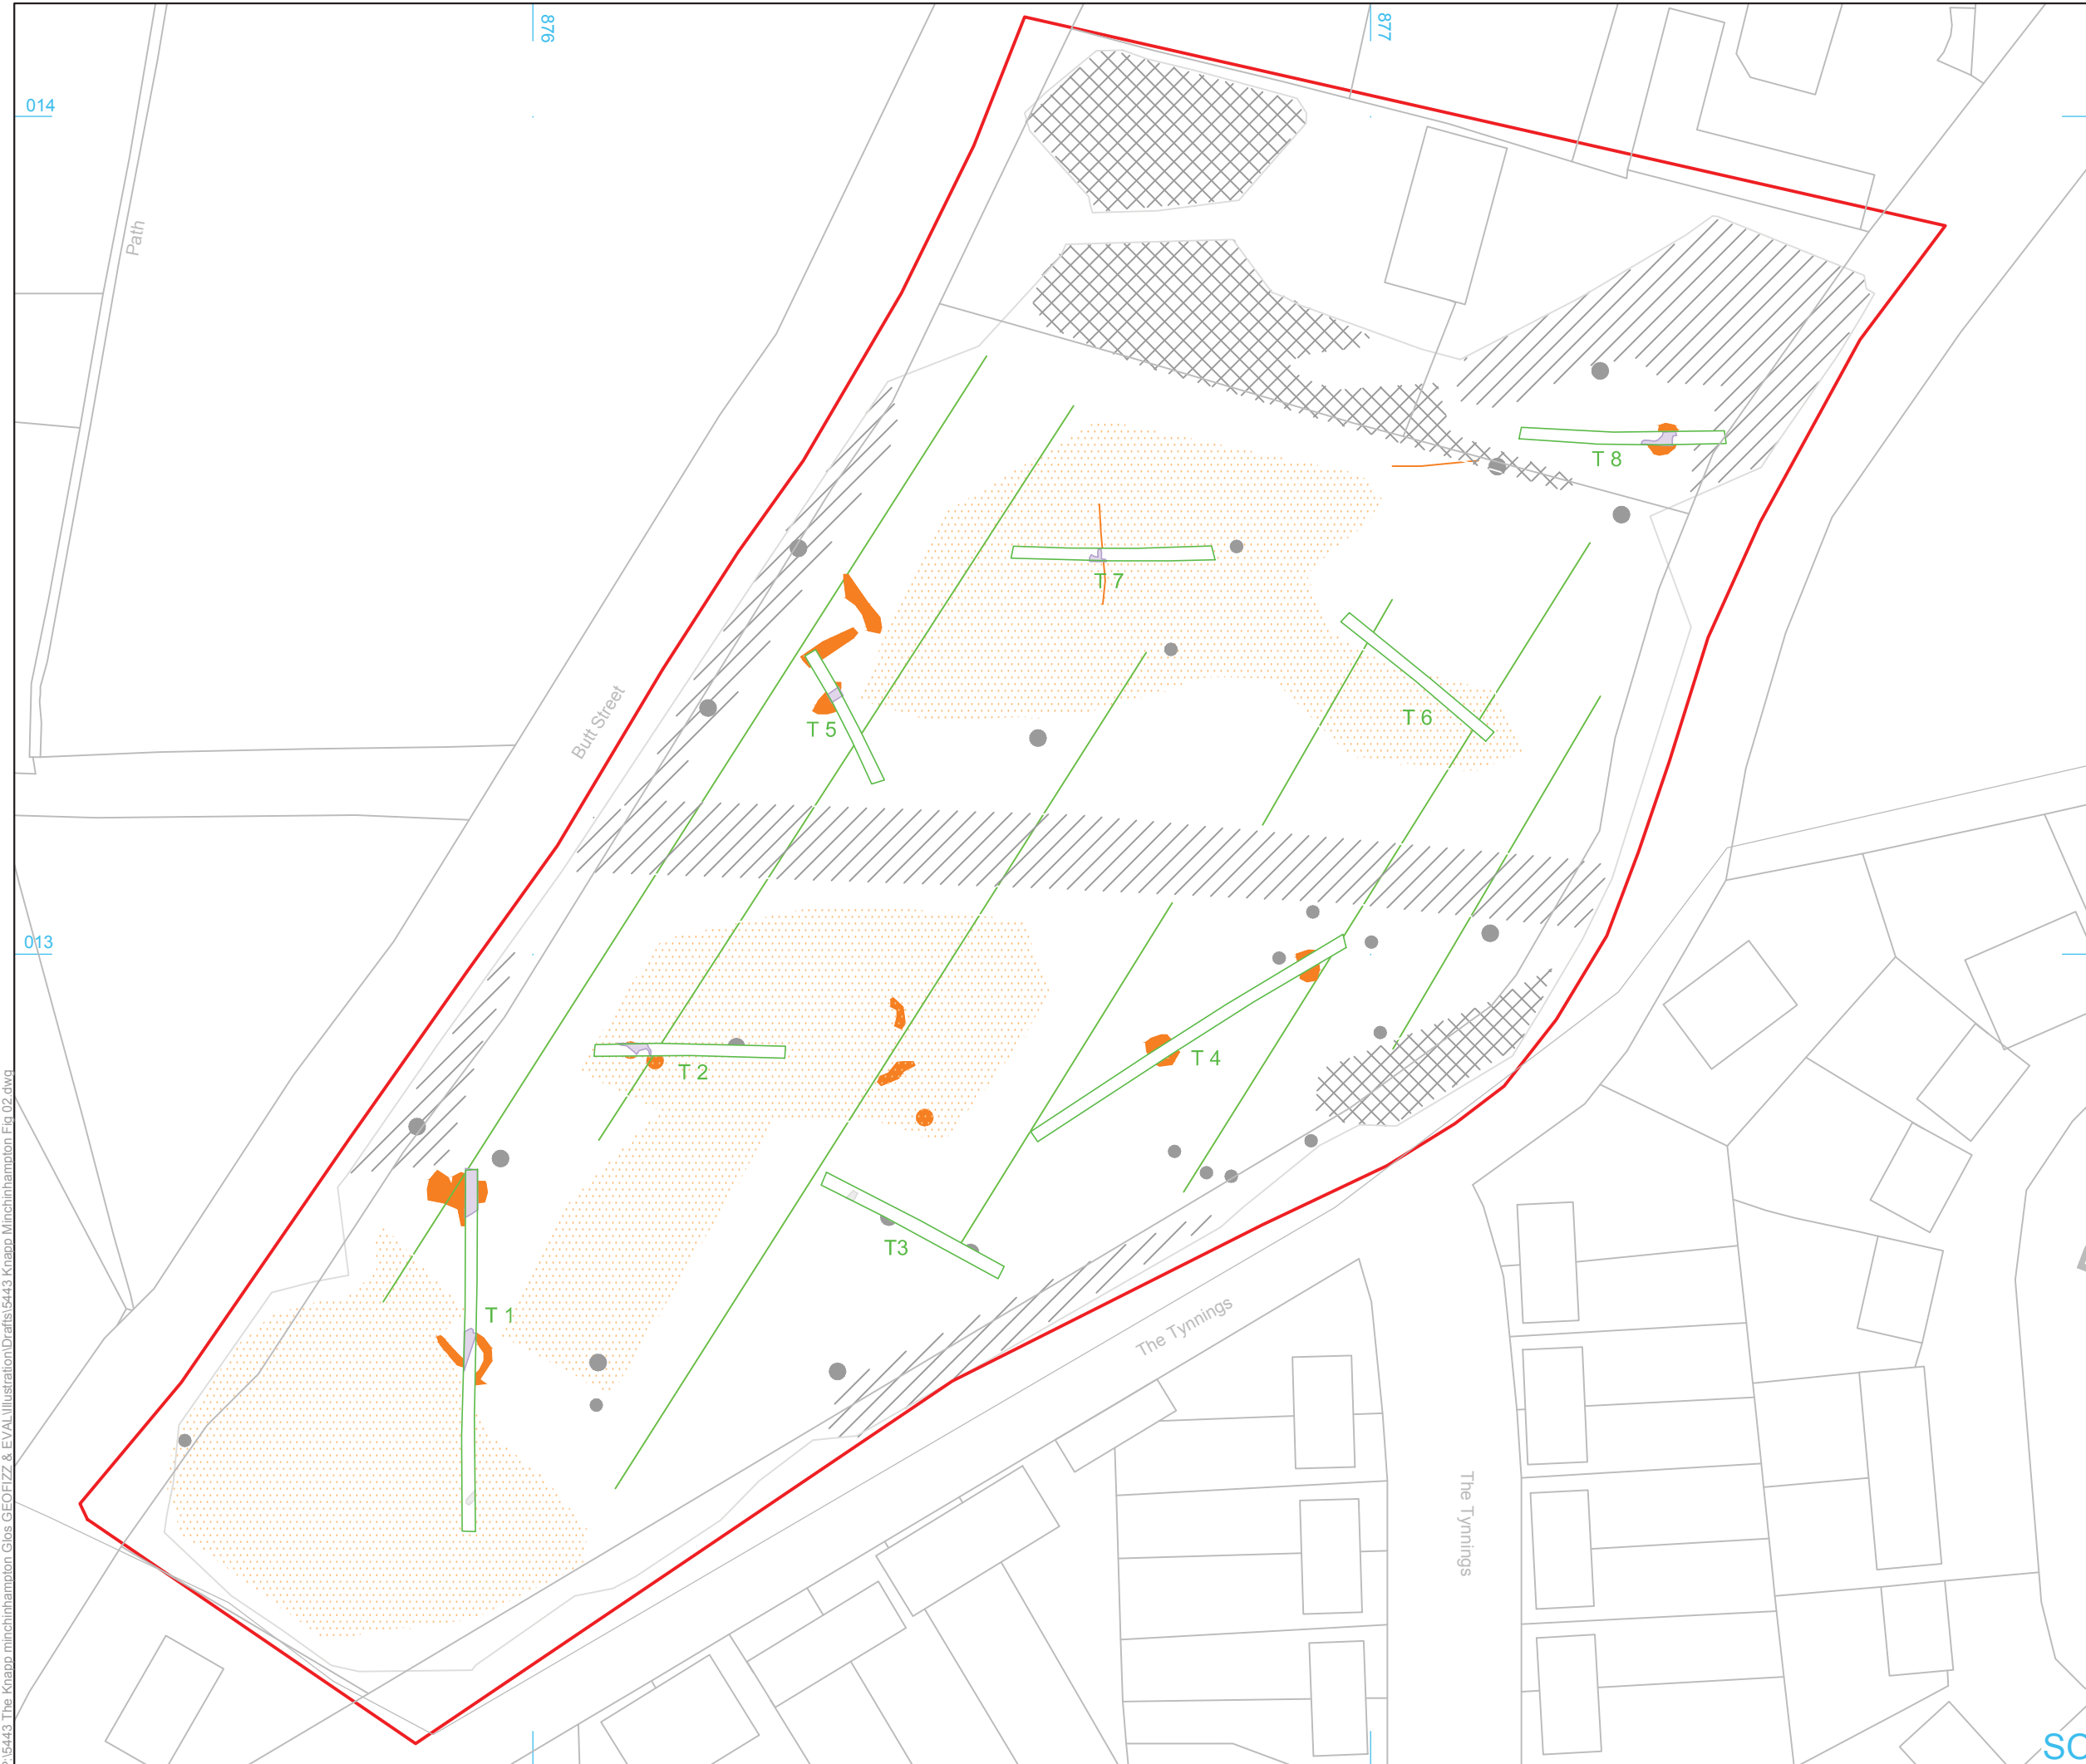 876
877
014
Path
T 8
T 7
Butt Street
T 5
T 6
013
T 2
T 4
T3
T 1
The Tynnings
The Tynnings
:\5443 The Knapp minchinhampton Glos GEOFIZZ & EVAL\Illustration\Drafts\5443 Knapp Minchinhampton Fig 02.dwg
SO